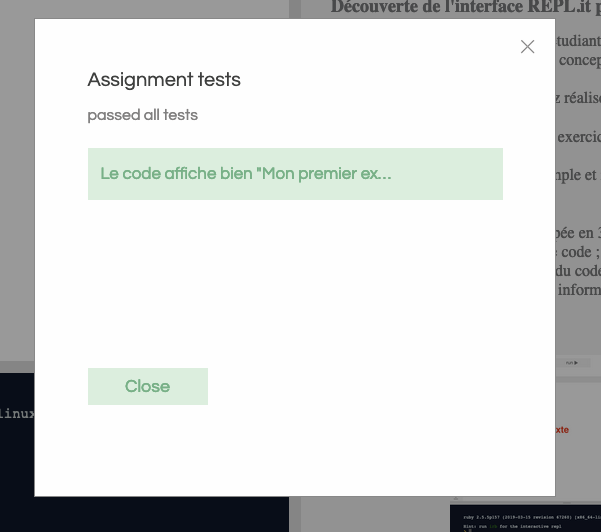 Découverte de l'interface REPL.it p
tudiant
concep
Assignment tests
z réalise
passed all tests
exercic
Le code affiche bien "Mon premier ex...
mple et
pée en 3
code ;
du code
inform
Close
linux
xte
ruby 2.5.5p157 (2019-03-15 revision 67260) [x86_64-li
Hint: run irb for the interactive repl